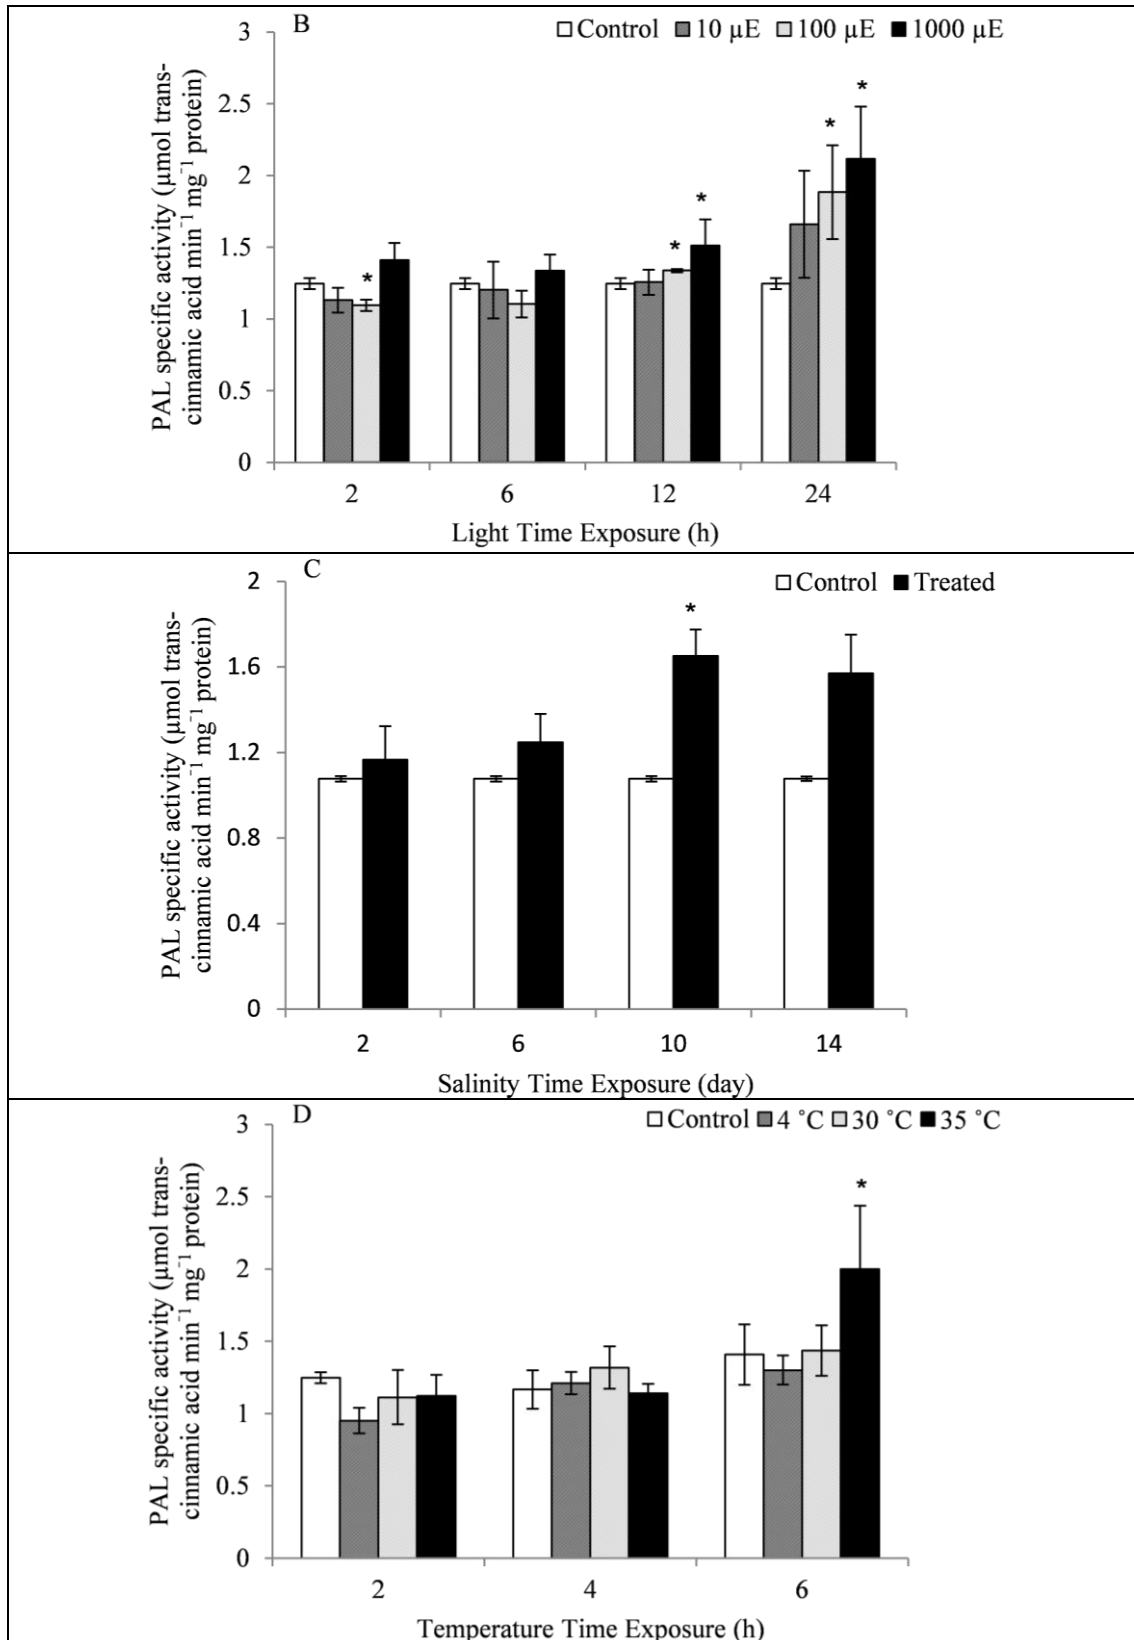 B
Control 10 µE 100 µE 1000 µE
PAL specific activity (µmol trans-
cinnamic acid min⁻¹ mg⁻¹ protein)
3
2.5
2
1.5
1
0.5
0
* * * * *
2 6 12 24
Light Time Exposure (h)
C
Control Treated
PAL specific activity (µmol trans-
cinnamic acid min⁻¹ mg⁻¹ protein)
2
1.6
1.2
0.8
0.4
0
*
2 6 10 14
Salinity Time Exposure (day)
D
Control 4 ˚C 30 ˚C 35 ˚C
PAL specific activity (µmol trans-
cinnamic acid min⁻¹ mg⁻¹ protein)
3
2.5
2
1.5
1
0.5
0
*
2 4 6
Temperature Time Exposure (h)